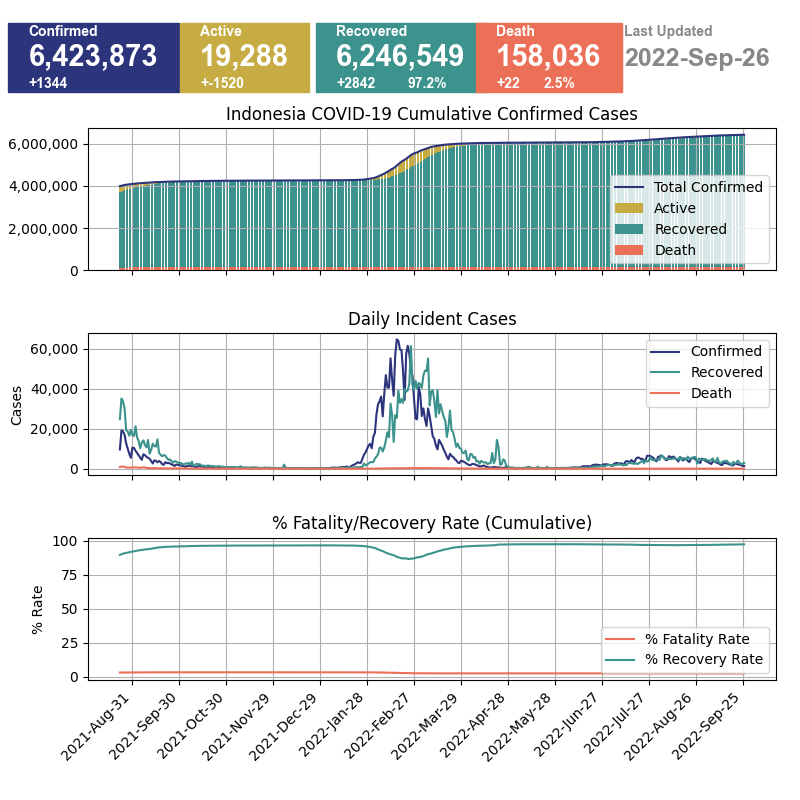 Confirmed
6,423,873
+1344
Active
19,288
+-1520
Recovered
6,246,549
+2842 97.2%
Death
158,036
+22 2.5%
Last Updated
2022-Sep-26
Indonesia COVID-19 Cumulative Confirmed Cases
6,000,000
4,000,000
2,000,000
0
Total Confirmed
Active
Recovered
Death
Daily Incident Cases
Cases
60,000
40,000
20,000
0
Confirmed
Recovered
Death
% Fatality/Recovery Rate (Cumulative)
% Rate
100
75
50
25
0
% Fatality Rate
% Recovery Rate
2021-Aug-31
2021-Sep-30
2021-Oct-30
2021-Nov-29
2021-Dec-29
2022-Jan-28
2022-Feb-27
2022-Mar-29
2022-Apr-28
2022-May-28
2022-Jun-27
2022-Jul-27
2022-Aug-26
2022-Sep-25